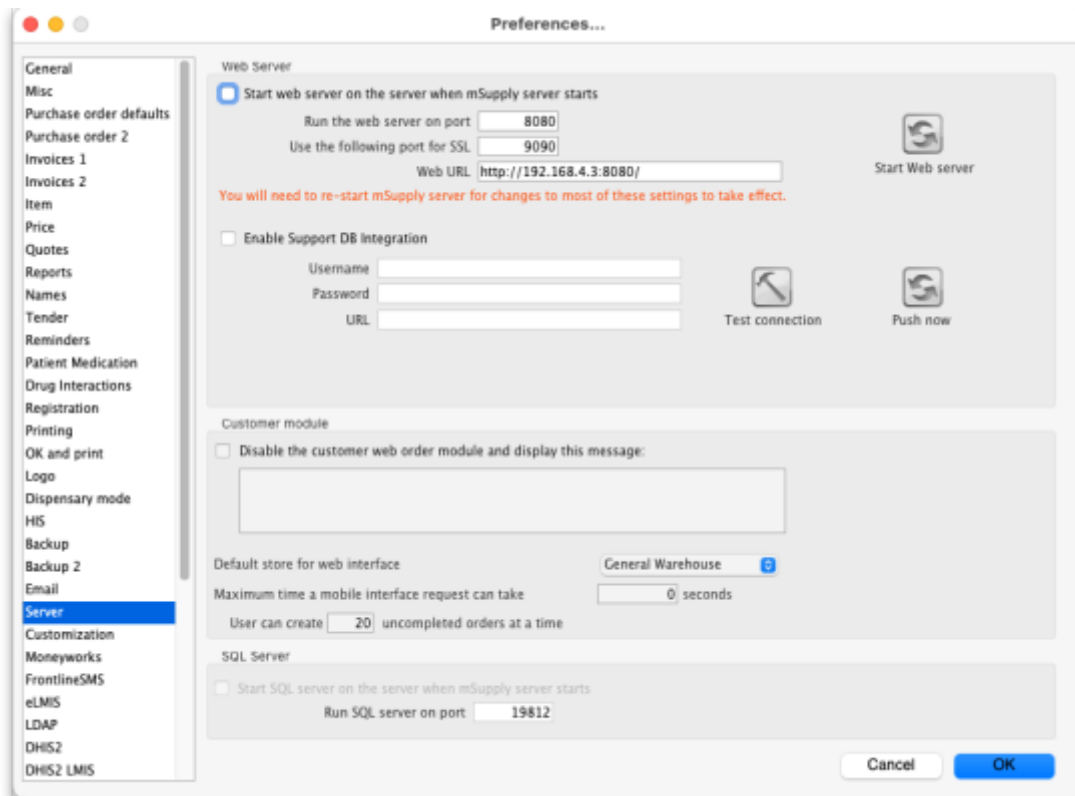 Preferences...
General
Misc
Purchase order defaults
Purchase order 2
Invoices 1
Invoices 2
Item
Price
Quotes
Reports
Names
Tender
Reminders
Patient Medication
Drug Interactions
Registration
Printing
OK and print
Logo
Dispensary mode
HIS
Backup
Backup 2
Email
Server
Customization
Moneyworks
FrontlineSMS
eLMIS
LDAP
DHIS2
DHIS2 LMIS
Web Server
Start web server on the server when mSupply server starts
Run the web server on port 8080
Use the following port for SSL 9090
Web URL http://192.168.4.3:8080/
Start Web server
You will need to re-start mSupply server for changes to most of these settings to take effect.
Enable Support DB Integration
Username
Password
URL
Test connection
Push now
Customer module
Disable the customer web order module and display this message:
Default store for web interface General Warehouse
Maximum time a mobile interface request can take 0 seconds
User can create 20 uncompleted orders at a time
SQL Server
Start SQL server on the server when mSupply server starts
Run SQL server on port 19812
Cancel
OK